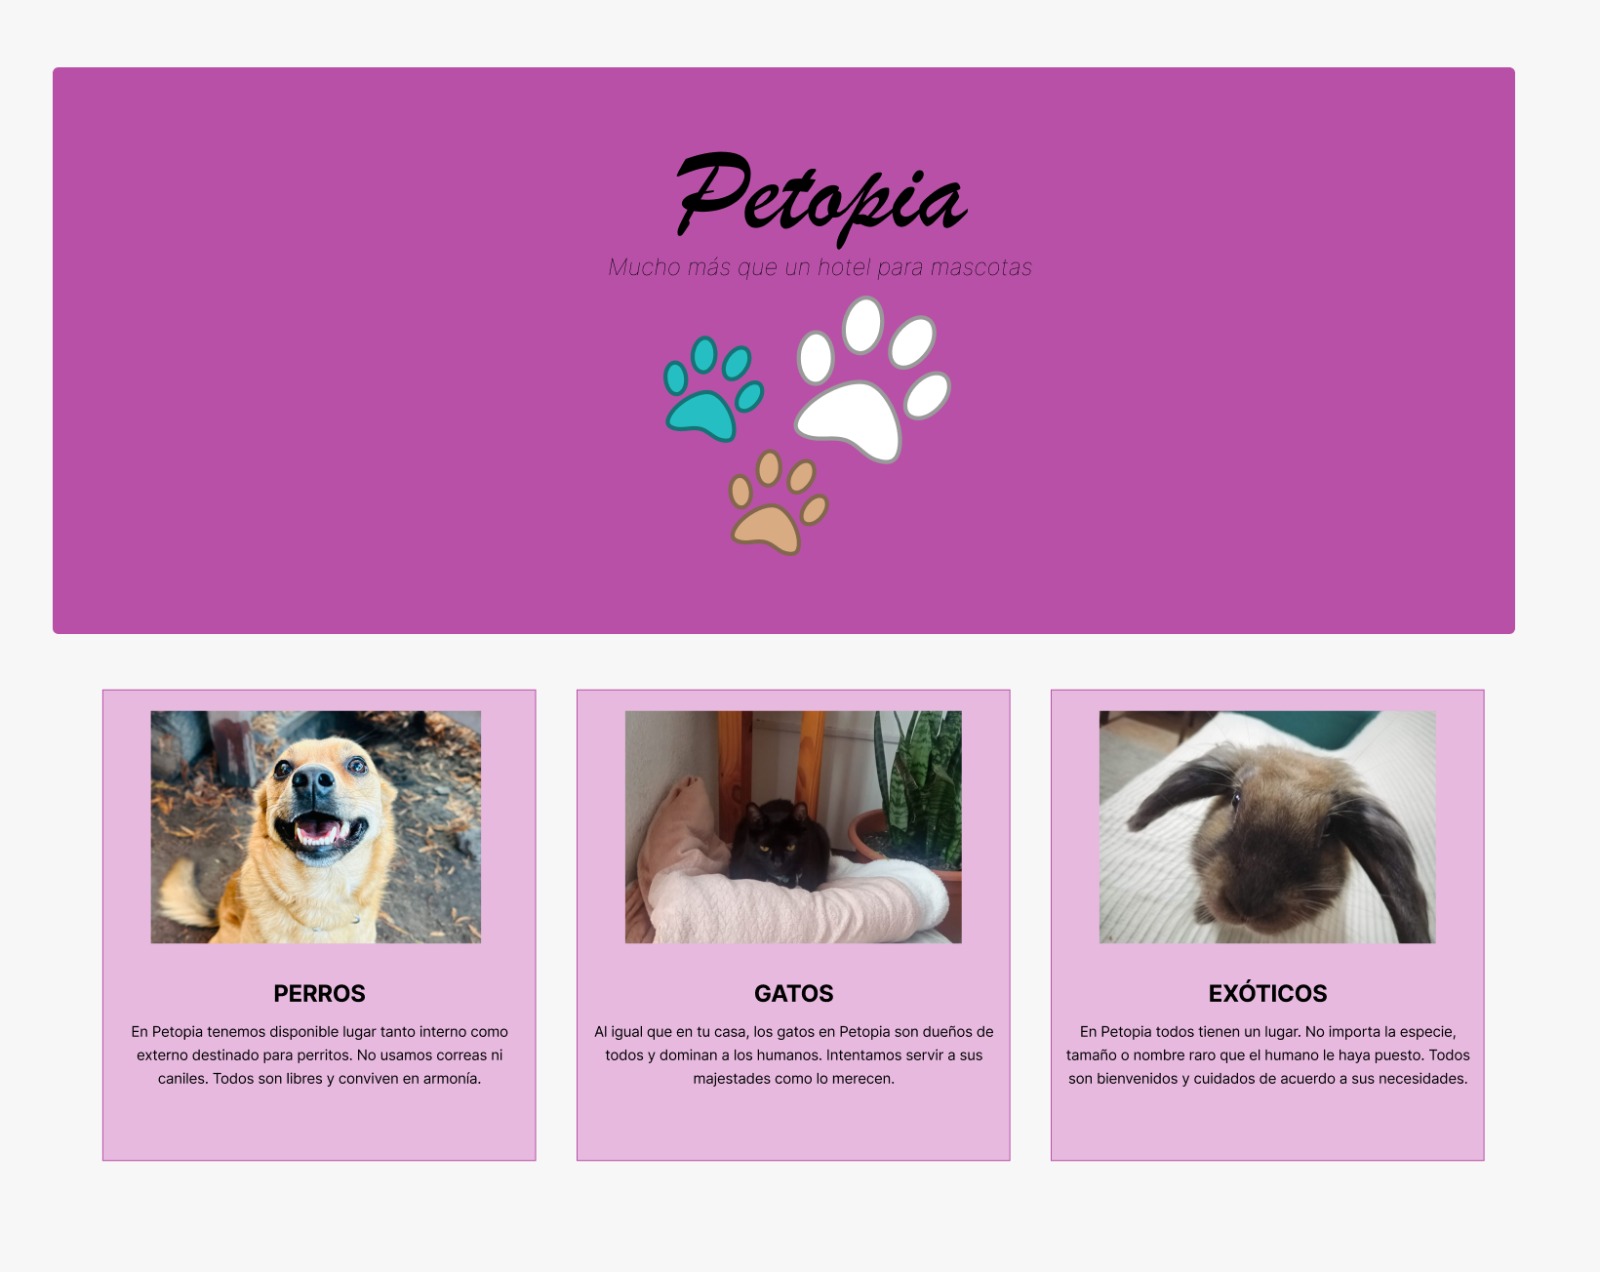 Petopia
Mucho más que un hotel para mascotas
PERROS
En Petopia tenemos disponible lugar tanto interno como
externo destinado para perritos. No usamos correas ni
caniles. Todos son libres y conviven en armonía.
GATOS
Al igual que en tu casa, los gatos en Petopia son dueños de
todos y dominan a los humanos. Intentamos servir a sus
majestades como lo merecen.
EXÓTICOS
En Petopia todos tienen un lugar. No importa la especie,
tamaño o nombre raro que el humano le haya puesto. Todos
son bienvenidos y cuidados de acuerdo a sus necesidades.